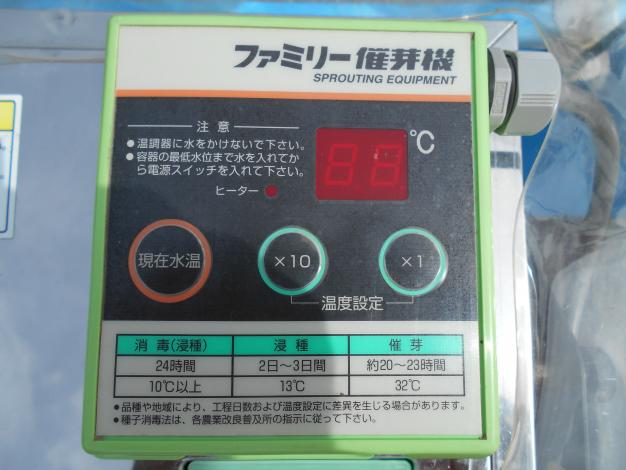 ファミリー催芽機
SPROUTING EQUIPMENT
注意
●温調器に水をかけないで下さい。
●容器の最低水位まで水を入れてか
ら電源スイッチを入れて下さい。
℃
ヒーター
現在水温
×10
×1
温度設定
消毒(浸種) 浸種 催芽
24時間 2日～3日間 約20～23時間
10℃以上 13℃ 32℃
●品種や地域により、工程日数および温度設定に差異を生じる場合があります。
●種子消毒法は、各農業改良普及所の指示に従って下さい。